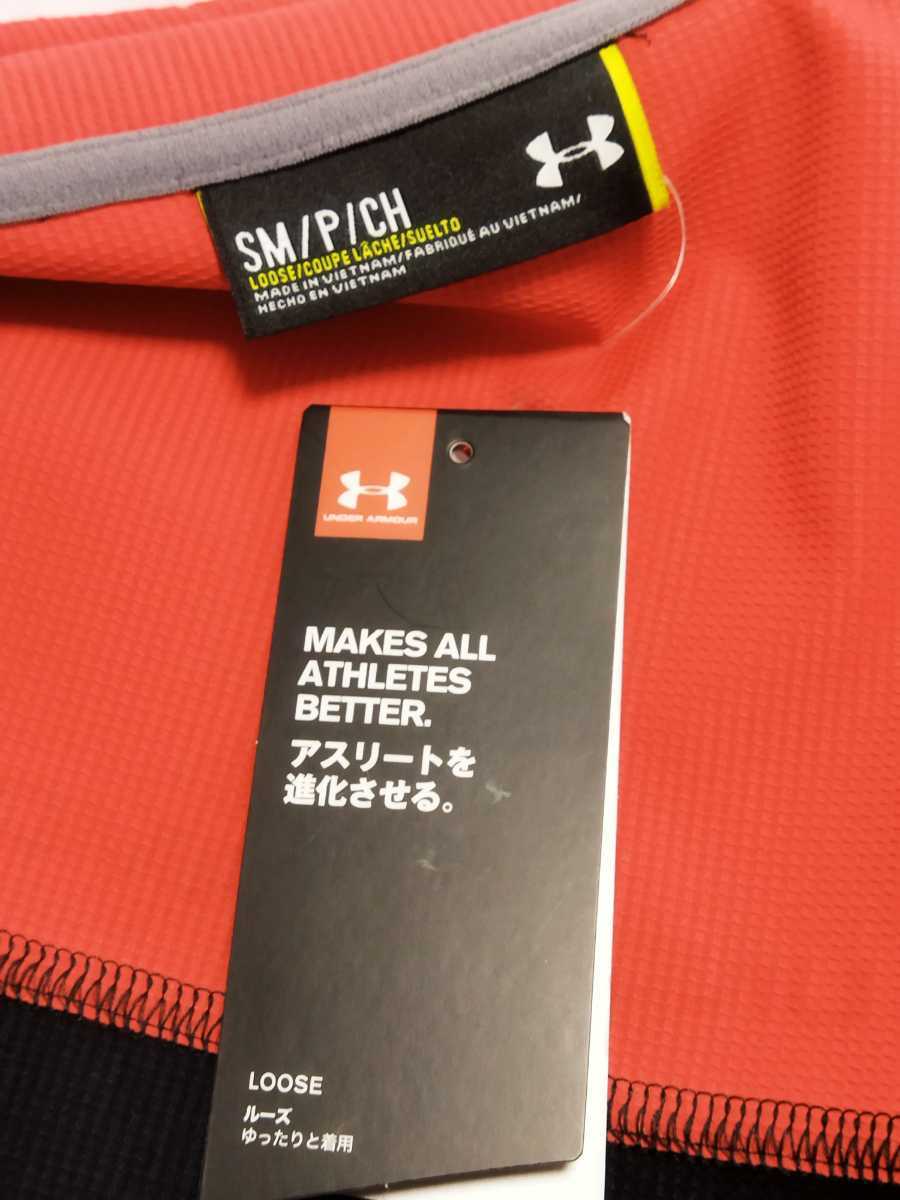 SM/P/CH
LOOSE/COUPE LÂCHE/SUELTO
MADE IN VIETNAM/FABRIQUÉ AU VIETNAM/
HECHO EN VIETNAM
UNDER ARMOUR
MAKES ALL
ATHLETES
BETTER.
アスリートを
進化させる。
LOOSE
ルーズ
ゆったりと着用